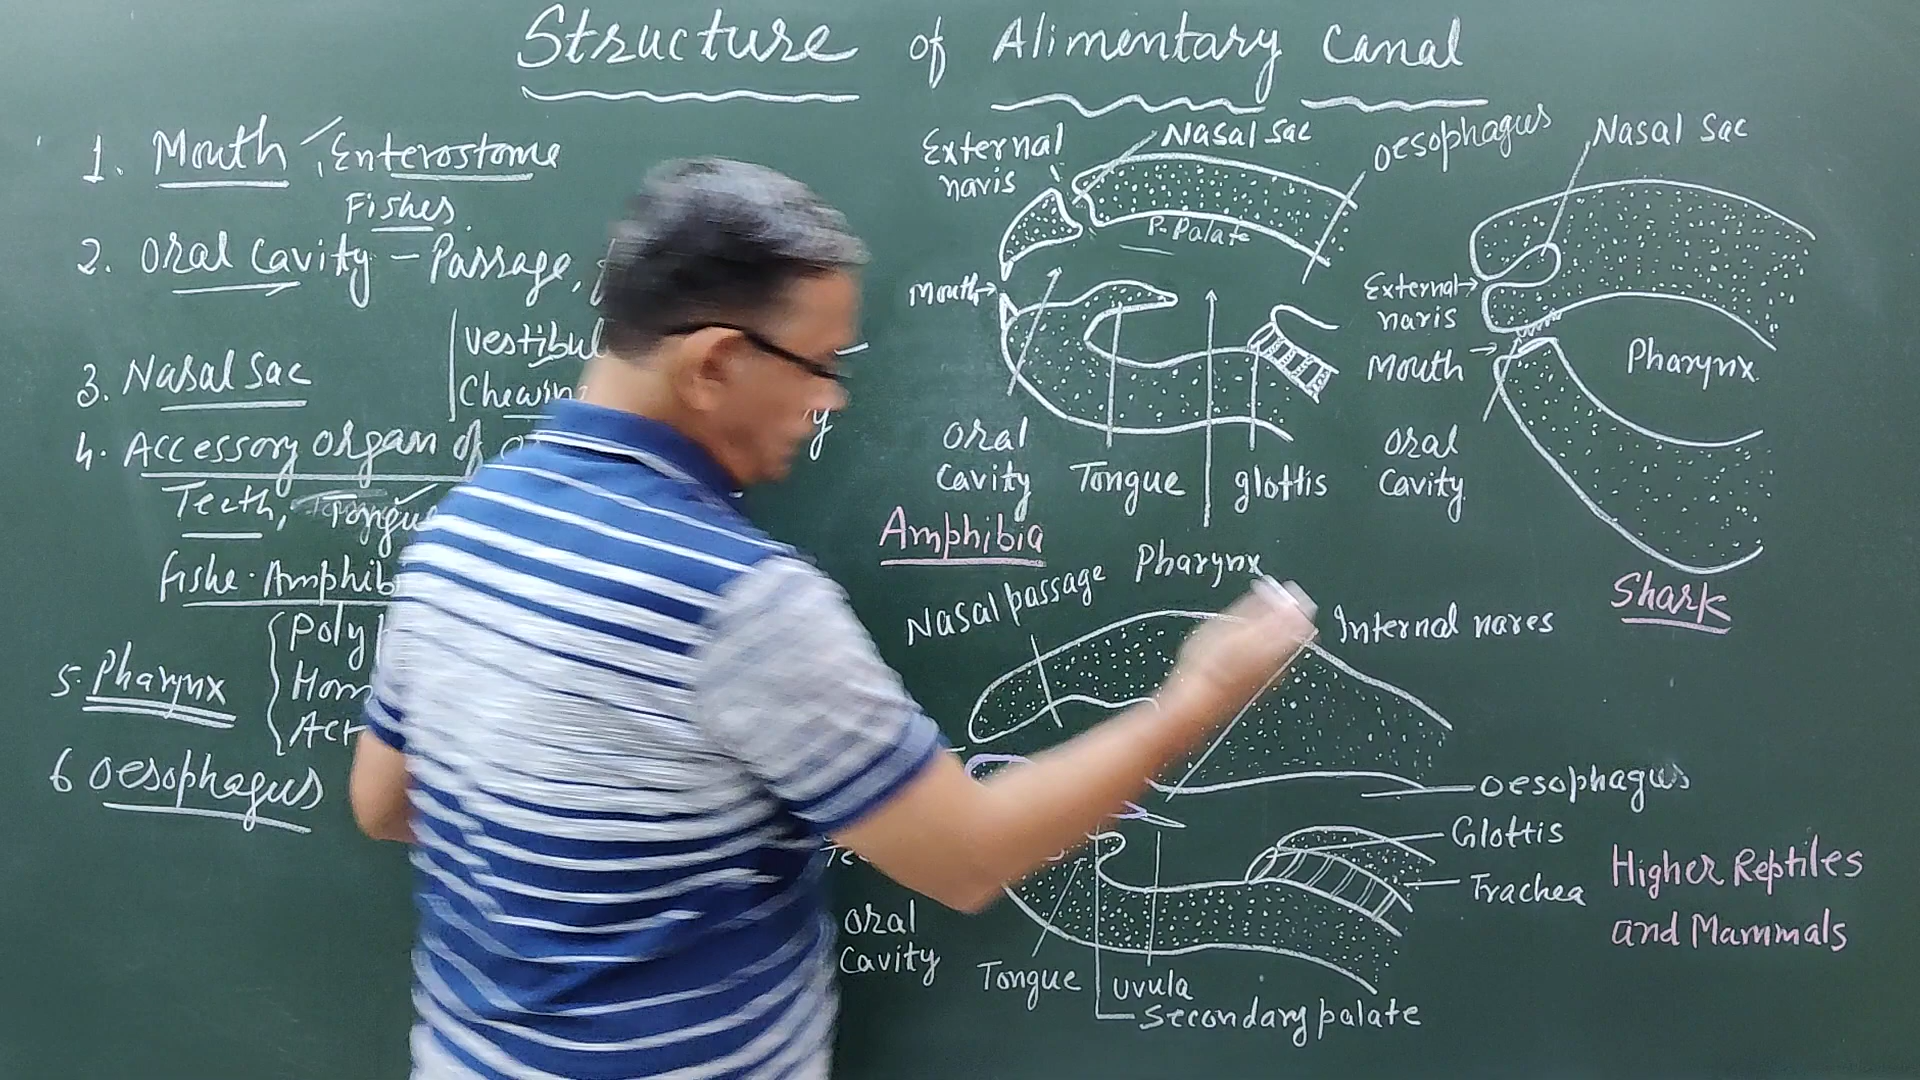 Structure of Alimentary Canal
1. Mouth, Enterostome
Fishes
2. Oral Cavity - Passage,
Vestibul
Chewing
3. Nasal Sac
4. Accessory organ of
Teeth, Tongue
Fishe. Amphib
Poly
Hom
5. Pharynx
6 Oesophagus
External
naris
Nasal Sac
Oesophagus
P. Palate
Mouth
Oral
Cavity
Tongue
glottis
Amphibia
Pharynx
Nasal Sac
External
naris
Mouth
Pharynx
Oral
Cavity
Shark
Nasal passage
Internal nares
Oesophagus
Glottis
Trachea
Higher Reptiles
and Mammals
Oral
Cavity
Tongue
Uvula
Secondary palate